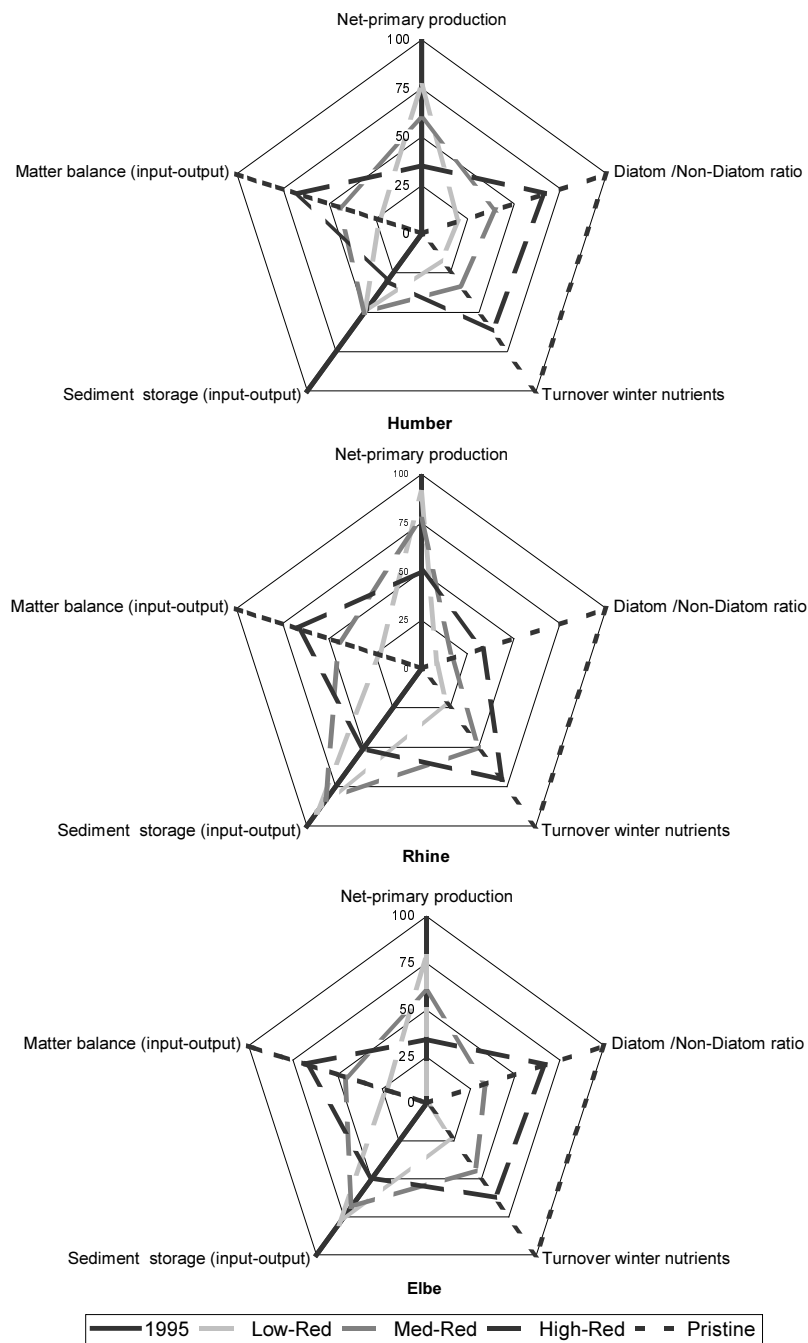 Net-primary production
100
75
50
25
0
Matter balance (input-output)
Diatom /Non-Diatom ratio
Sediment storage (input-output)
Turnover winter nutrients
Humber
Net-primary production
100
75
50
25
0
Matter balance (input-output)
Diatom /Non-Diatom ratio
Sediment storage (input-output)
Turnover winter nutrients
Rhine
Net-primary production
100
75
50
25
0
Matter balance (input-output)
Diatom /Non-Diatom ratio
Sediment storage (input-output)
Turnover winter nutrients
Elbe
1995 Low-Red Med-Red High-Red Pristine